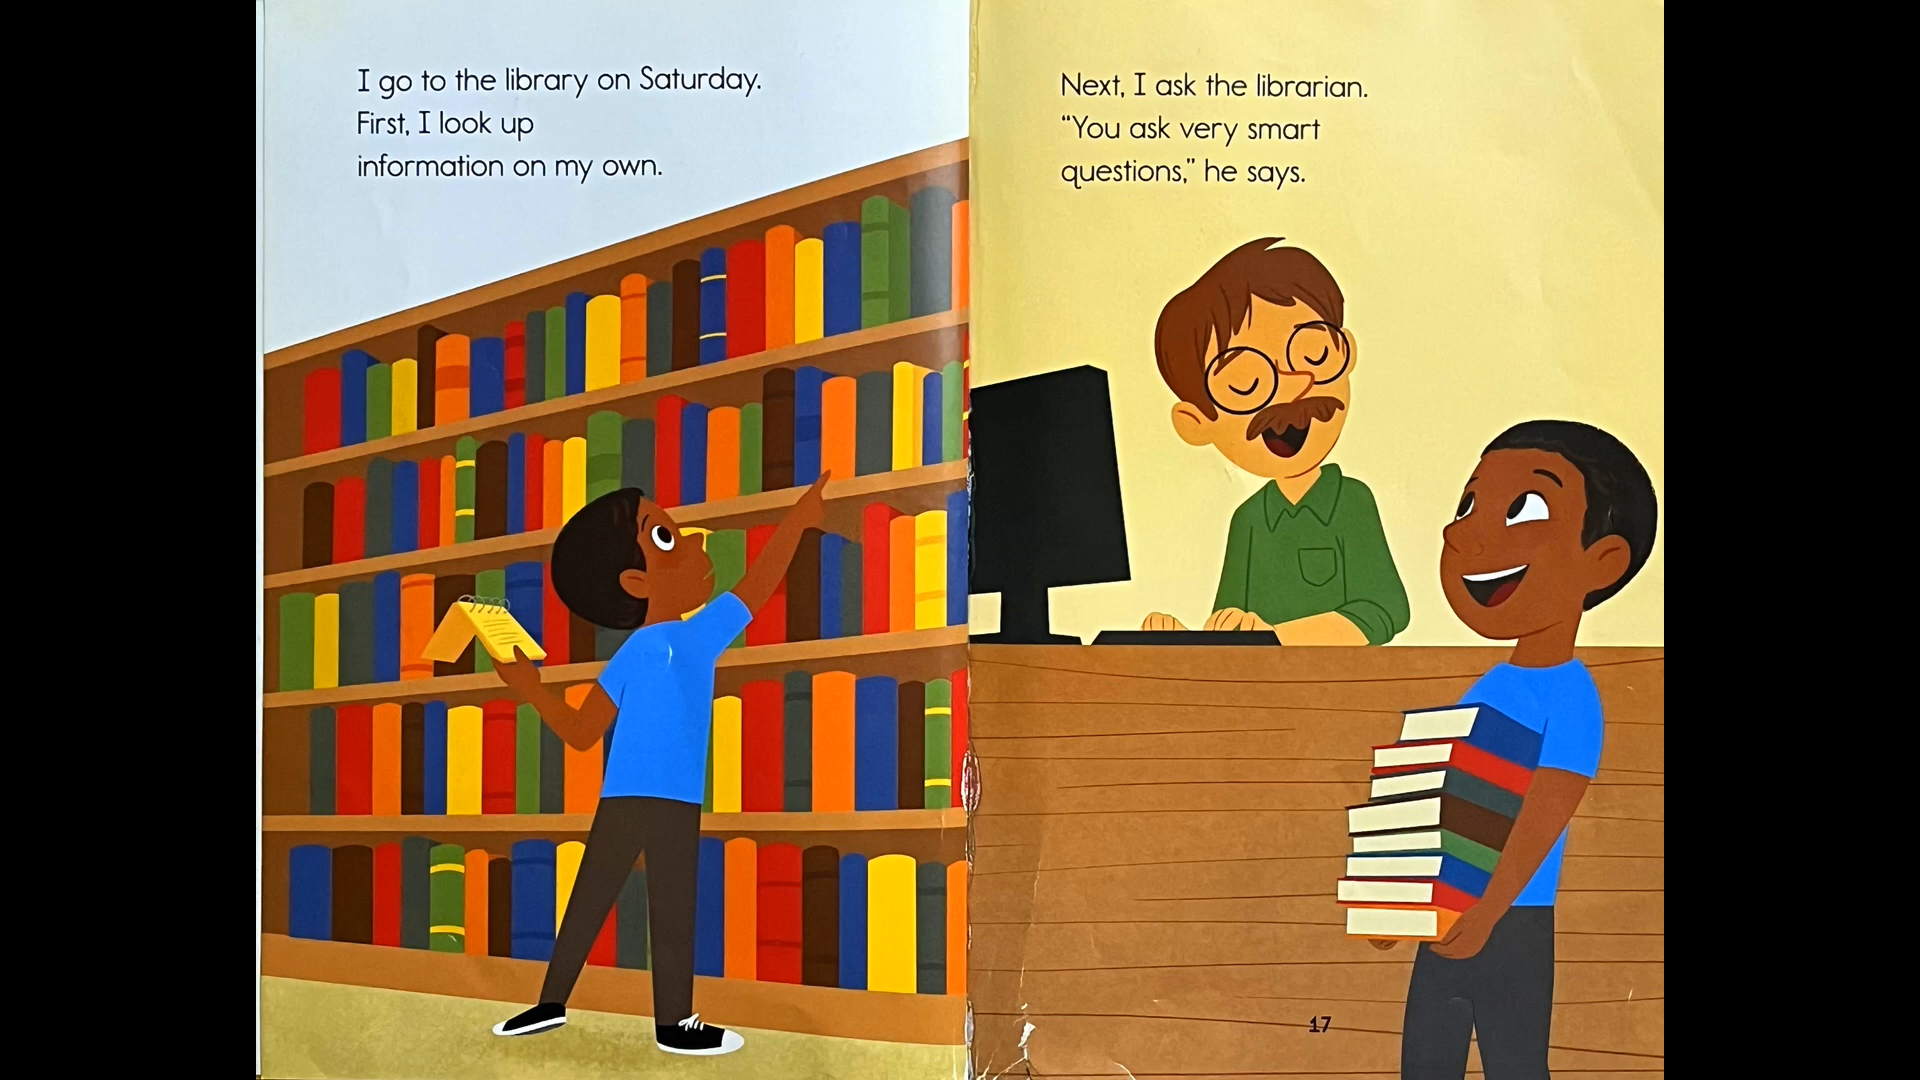 I go to the library on Saturday.
First, I look up
information on my own.
Next, I ask the librarian.
“You ask very smart
questions,” he says.
17